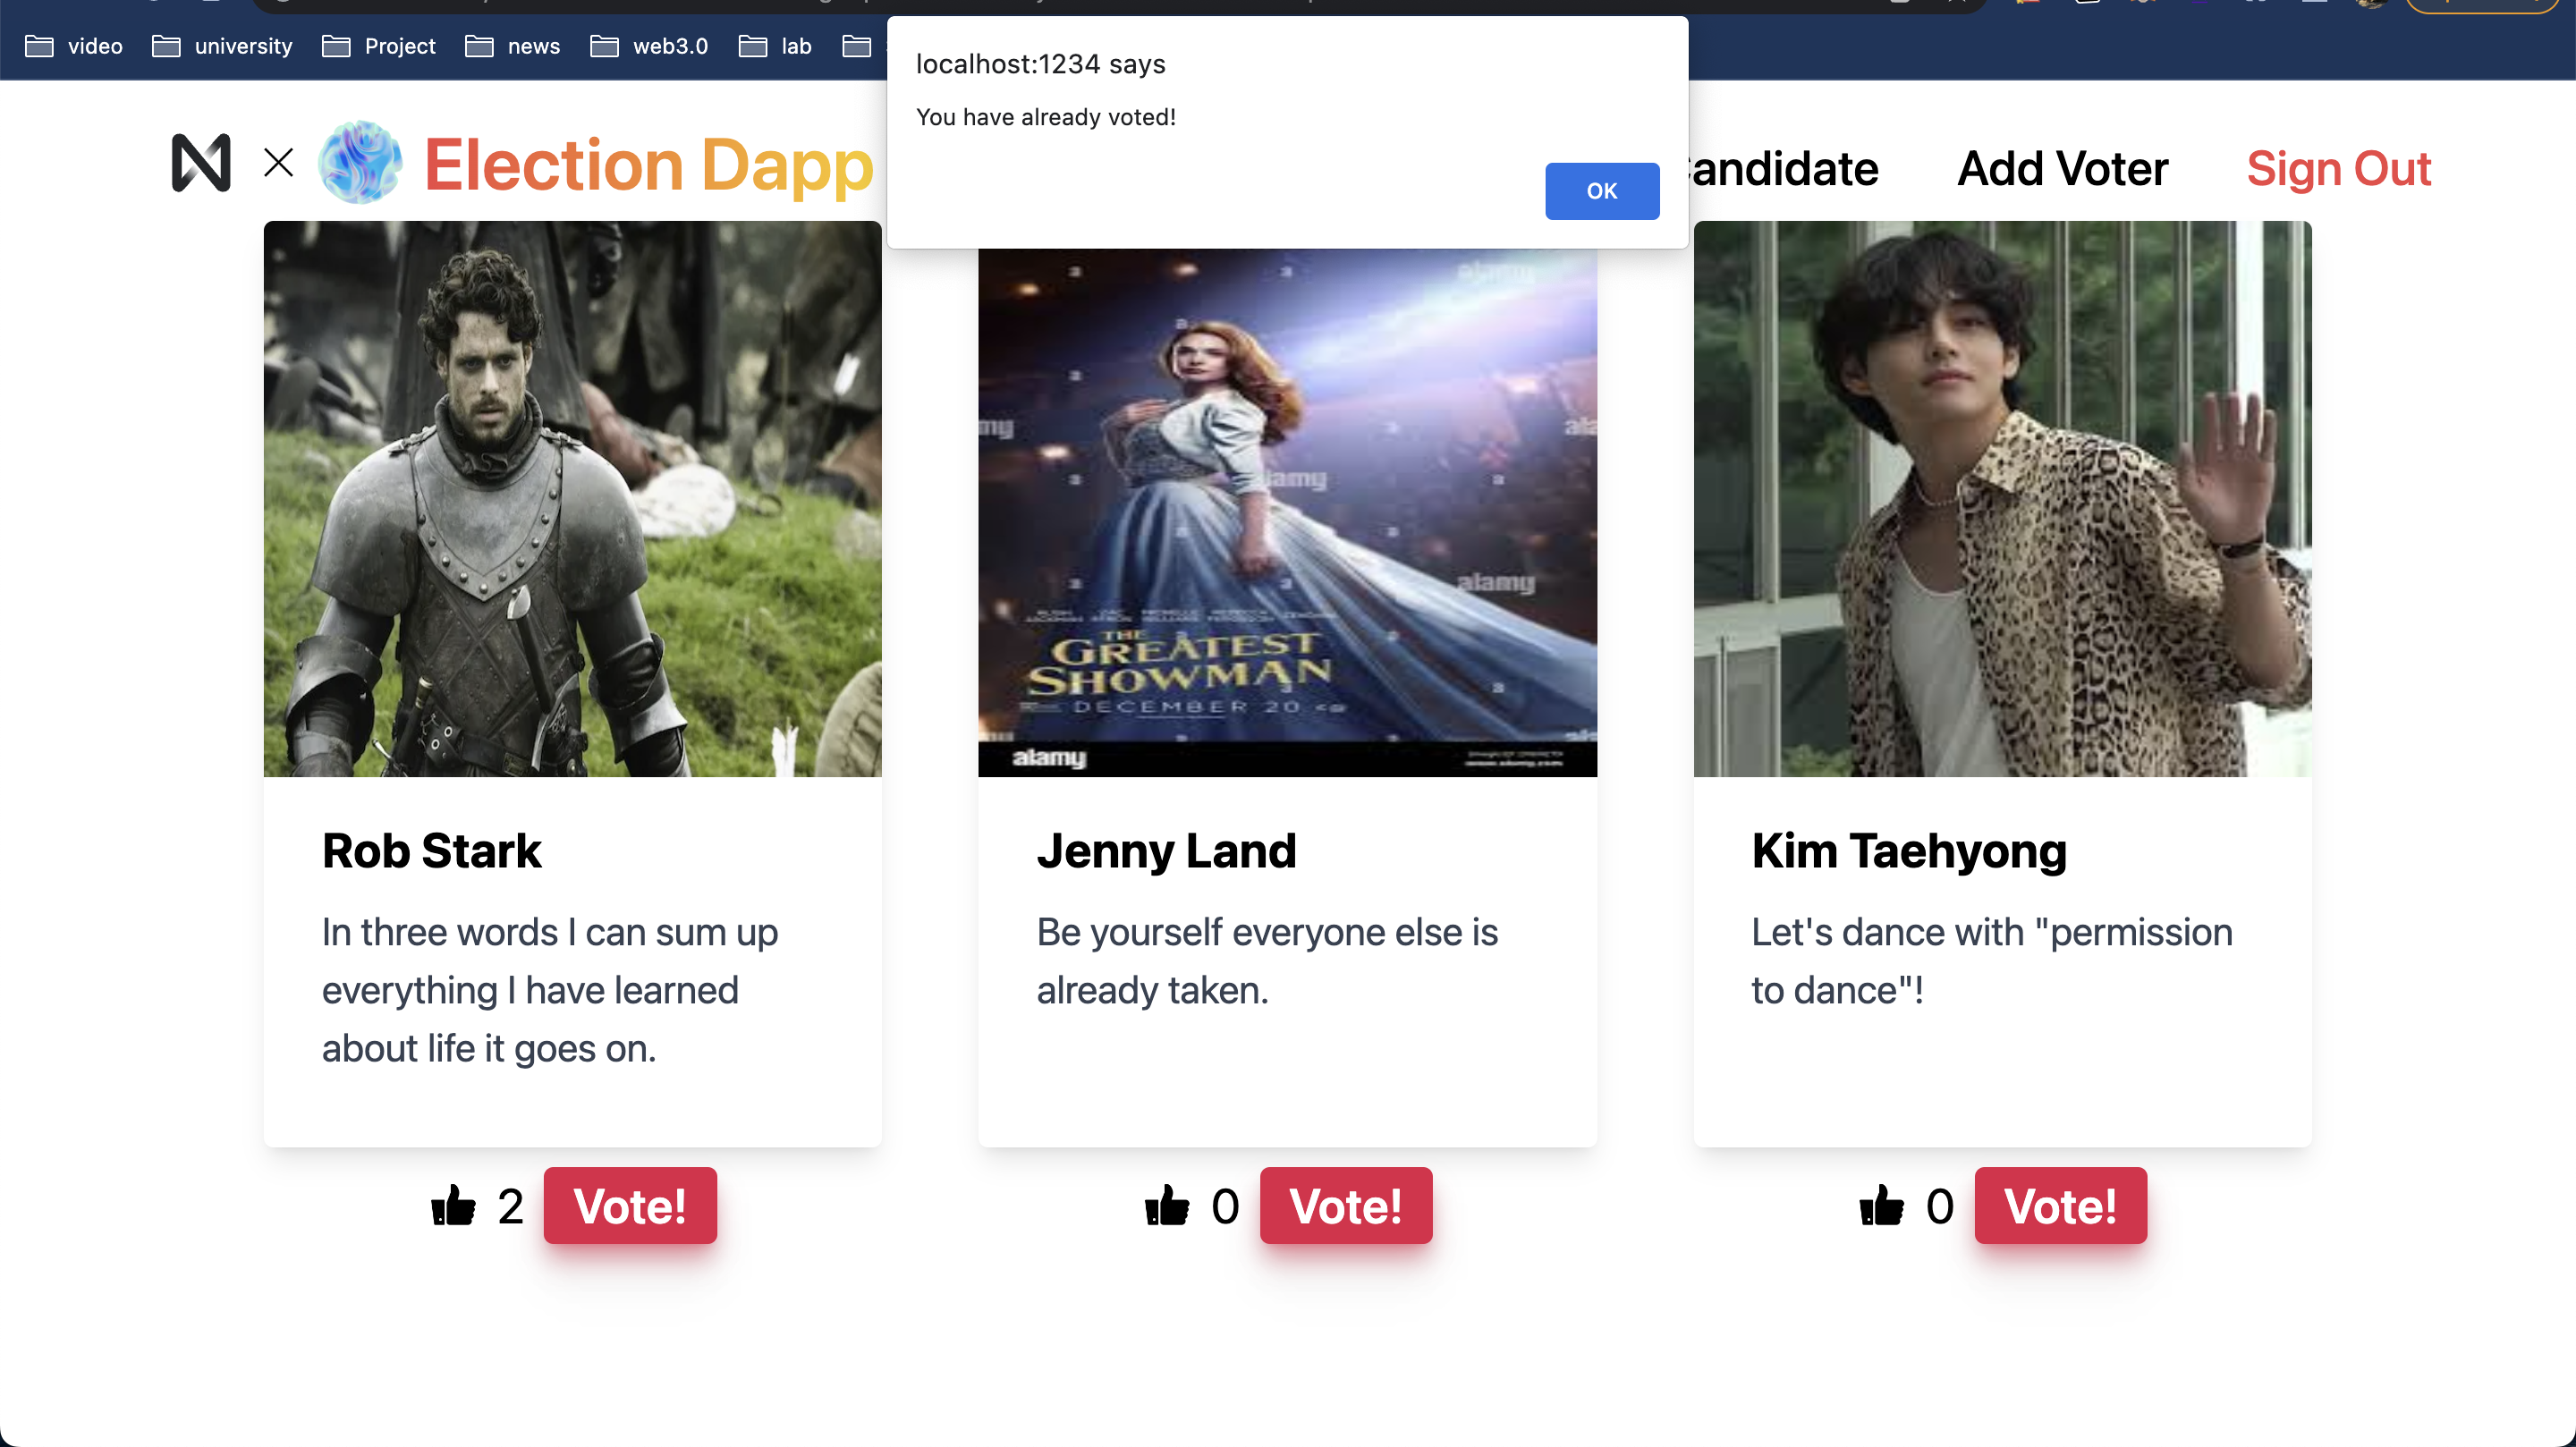 video university Project news web3.0 lab
localhost:1234 says
You have already voted!
OK
Election Dapp
andidate Add Voter Sign Out
alamy
alamy
alamy
THE
GREATEST
SHOWMAN
DECEMBER 20
alamy
www.alamy.com
Rob Stark
In three words I can sum up
everything I have learned
about life it goes on.
Jenny Land
Be yourself everyone else is
already taken.
Kim Taehyong
Let's dance with "permission
to dance"!
2 Vote!
0 Vote!
0 Vote!